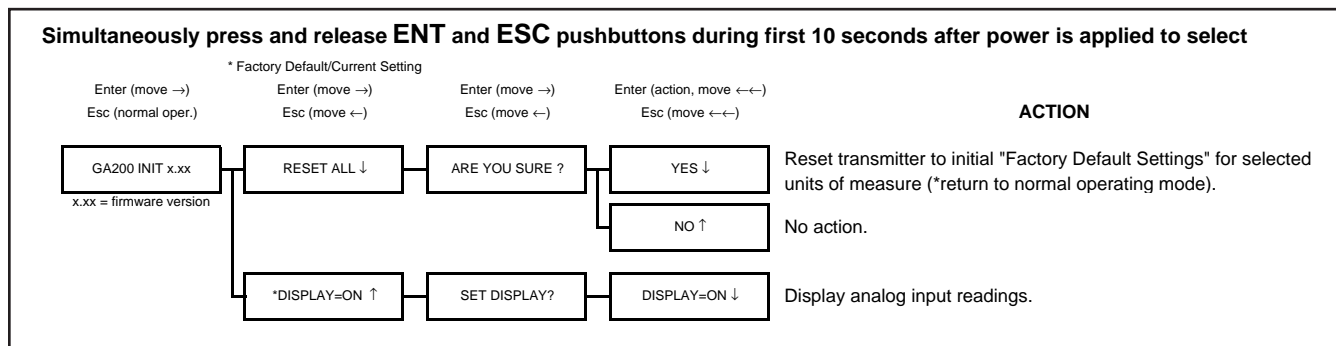 Simultaneously press and release ENT and ESC pushbuttons during first 10 seconds after power is applied to select
* Factory Default/Current Setting
Enter (move →)
Esc (normal oper.)
Enter (move →)
Esc (move ←)
Enter (move →)
Esc (move ←)
Enter (action, move ←←)
Esc (move ←←)
ACTION
GA200 INIT x.xx
x.xx = firmware version
RESET ALL ↓
ARE YOU SURE ?
YES ↓
Reset transmitter to initial "Factory Default Settings" for selected
units of measure (*return to normal operating mode).
NO ↑
No action.
*DISPLAY=ON ↑
SET DISPLAY?
DISPLAY=ON ↓
Display analog input readings.